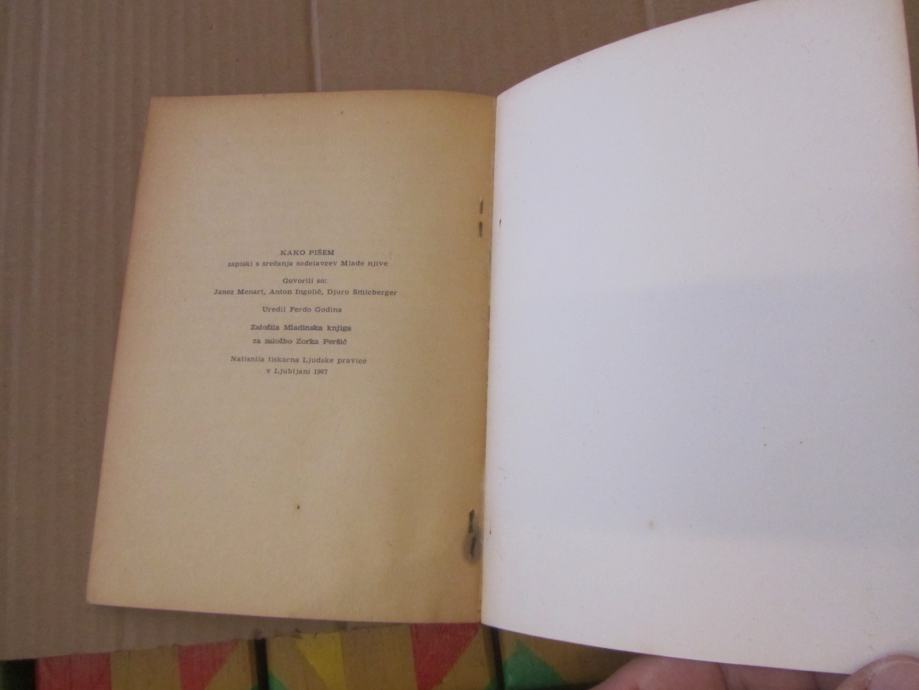 KAKO PIŠEM
zapiski s srečanja sodelavcev Mlade njive
Govorili so:
Janez Menart, Anton Ingolič, Djuro Šmicberger
Uredil Ferdo Godina
Založila Mladinska knjiga
za založbo Zorka Peršič
Natisnila tiskarna Ljudske pravice
v Ljubljani 1967